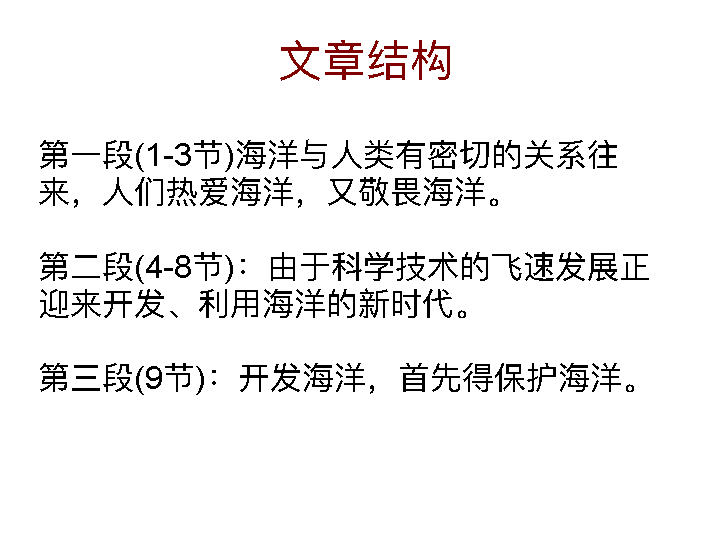 文章结构
第一段(1-3节)海洋与人类有密切的关系往
来，人们热爱海洋，又敬畏海洋。
第二段(4-8节)：由于科学技术的飞速发展正
迎来开发、利用海洋的新时代。
第三段(9节)：开发海洋，首先得保护海洋。